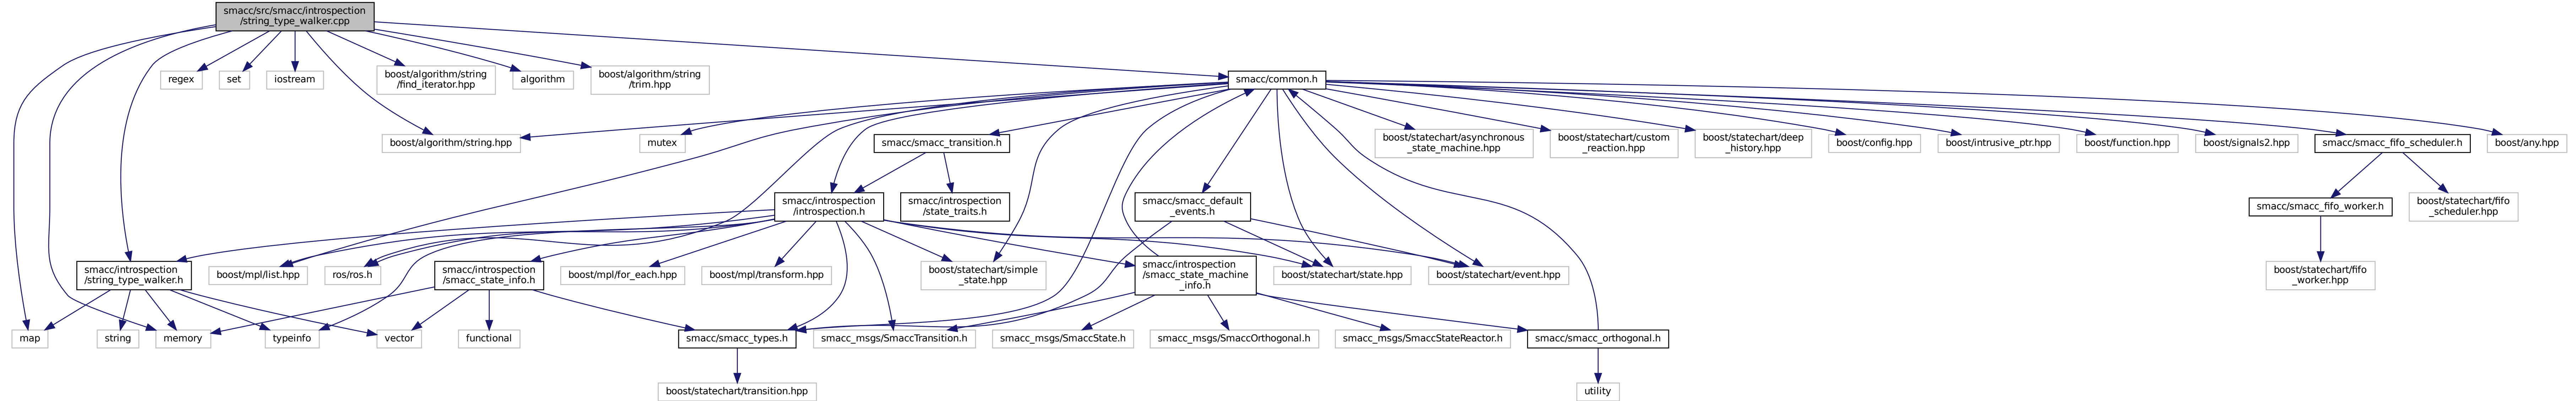 smacc/src/smacc/introspection
/string_type_walker.cpp
regex
set
iostream
boost/algorithm/string
/find_iterator.hpp
algorithm
boost/algorithm/string
/trim.hpp
smacc/common.h
boost/algorithm/string.hpp
mutex
smacc/smacc_transition.h
boost/statechart/asynchronous
_state_machine.hpp
boost/statechart/custom
_reaction.hpp
boost/statechart/deep
_history.hpp
boost/config.hpp
boost/intrusive_ptr.hpp
boost/function.hpp
boost/signals2.hpp
smacc/smacc_fifo_scheduler.h
boost/any.hpp
smacc/introspection
/introspection.h
smacc/introspection
/state_traits.h
smacc/smacc_default
_events.h
smacc/smacc_fifo_worker.h
boost/statechart/fifo
_scheduler.hpp
smacc/introspection
/string_type_walker.h
boost/mpl/list.hpp
ros/ros.h
smacc/introspection
/smacc_state_info.h
boost/mpl/for_each.hpp
boost/mpl/transform.hpp
boost/statechart/simple
_state.hpp
smacc/introspection
/smacc_state_machine
_info.h
boost/statechart/state.hpp
boost/statechart/event.hpp
boost/statechart/fifo
_worker.hpp
map
string
memory
typeinfo
vector
functional
smacc/smacc_types.h
smacc_msgs/SmaccTransition.h
smacc_msgs/SmaccState.h
smacc_msgs/SmaccOrthogonal.h
smacc_msgs/SmaccStateReactor.h
smacc/smacc_orthogonal.h
boost/statechart/transition.hpp
utility